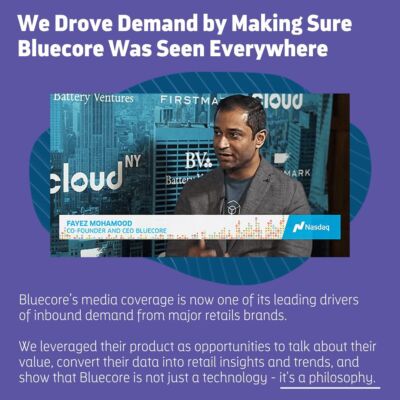 We Drove Demand by Making Sure
Bluecore Was Seen Everywhere
Battery Ventures
FIRSTMA
cloud
NY
cloud
BV
Batte
MARK
FAYEZ MOHAMOOD
CO-FOUNDER AND CEO BLUECORE
Nasdaq
Bluecore's media coverage is now one of its leading drivers
of inbound demand from major retails brands.
We leveraged their product as opportunities to talk about their
value, convert their data into retail insights and trends, and
show that Bluecore is not just a technology - it's a philosophy.